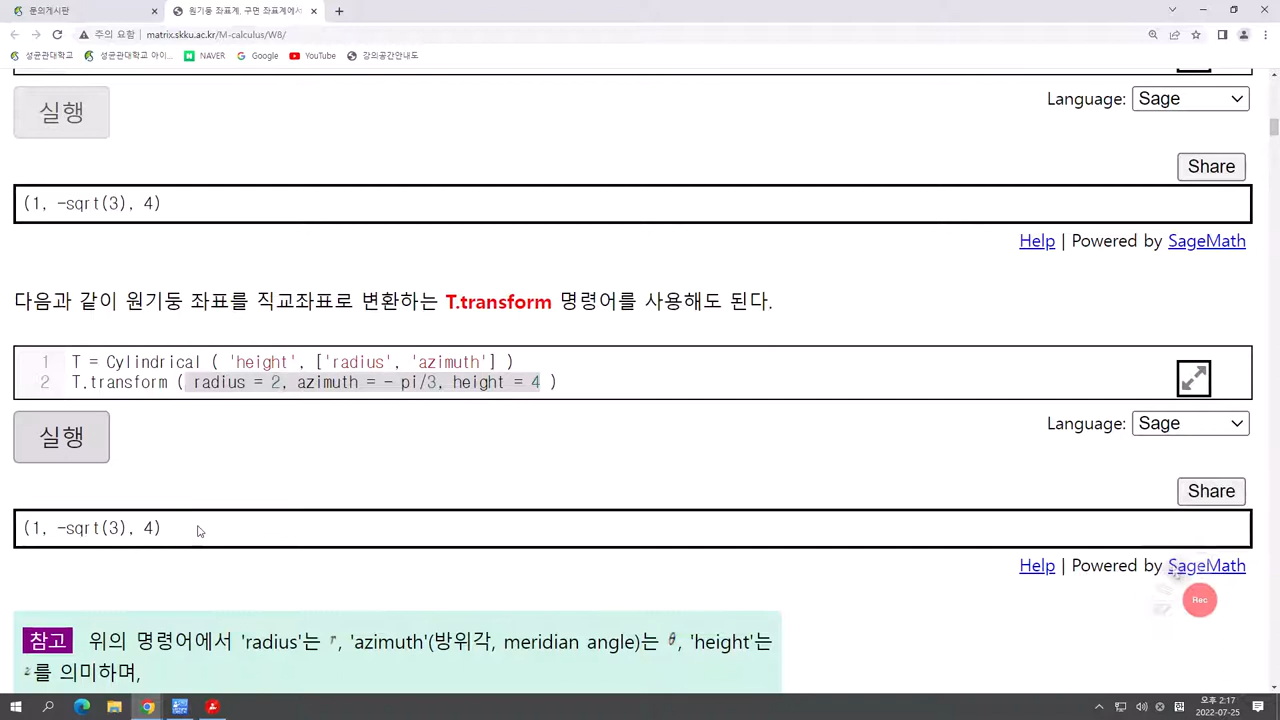 문의게시판
원기둥 좌표계, 구면 좌표계에서
주의 요함
matrix.skku.ac.kr/M-calculus/W8/
성균관대학교
성균관대학교 아이...
NAVER
Google
YouTube
강의공간안내도
실행
Language:
Sage
Share
(1, -sqrt(3), 4)
Help | Powered by SageMath
다음과 같이 원기둥 좌표를 직교좌표로 변환하는 T.transform 명령어를 사용해도 된다.
1 T = Cylindrical ( 'height', ['radius', 'azimuth'] )
2 T.transform ( radius = 2, azimuth = - pi/3, height = 4 )
실행
Language:
Sage
Share
(1, -sqrt(3), 4)
Help | Powered by SageMath
Rec
참고 위의 명령어에서 'radius'는 r, 'azimuth'(방위각, meridian angle)는 θ, 'height'는
z를 의미하며,
오후 2:17
2022-07-25